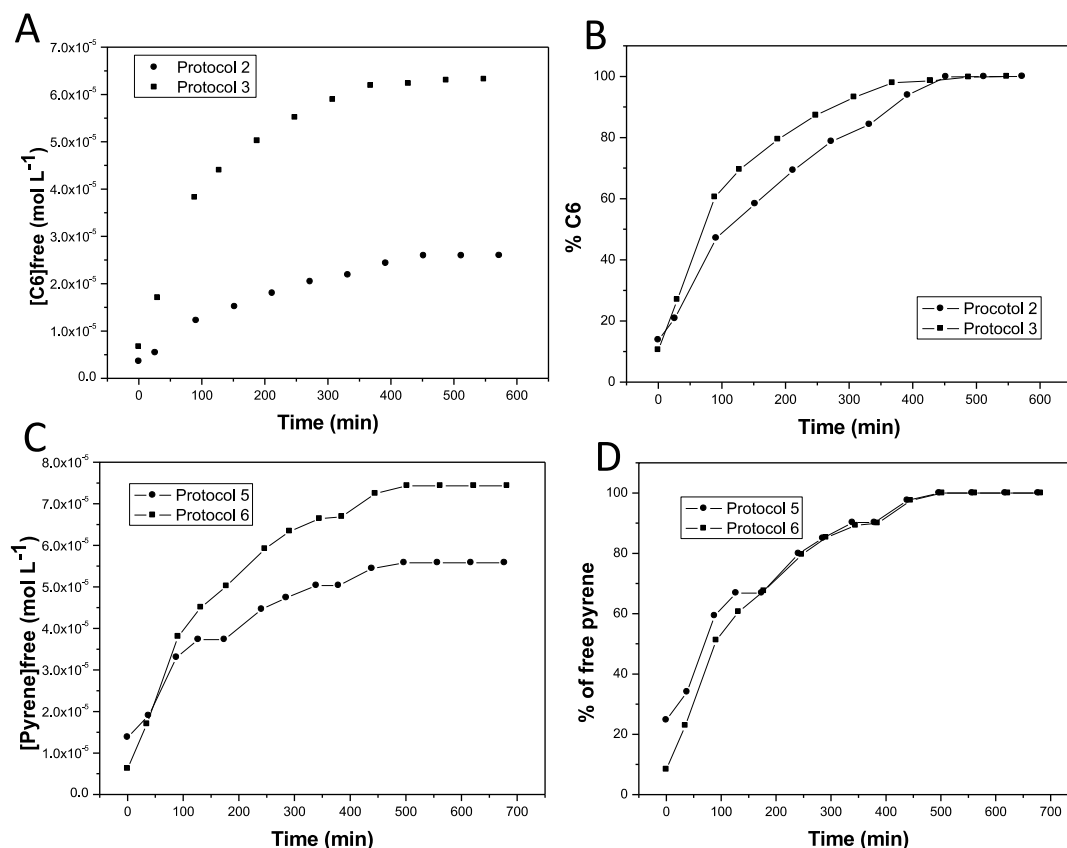 A
7.0x10-5
6.0x10-5
5.0x10-5
4.0x10-5
3.0x10-5
2.0x10-5
1.0x10-5
0.0
[C6]free (mol L-1)
Protocol 2
Protocol 3
0 100 200 300 400 500 600
Time (min)
B
100
80
60
40
20
0
% C6
Procotol 2
Protocol 3
0 100 200 300 400 500 600
Time (min)
C
8.0x10-5
7.0x10-5
6.0x10-5
5.0x10-5
4.0x10-5
3.0x10-5
2.0x10-5
1.0x10-5
0.0
[Pyrene]free (mol L-1)
Protocol 5
Protocol 6
0 100 200 300 400 500 600 700
Time (min)
D
100
80
60
40
20
0
% of free pyrene
Protocol 5
Protocol 6
0 100 200 300 400 500 600 700
Time (min)